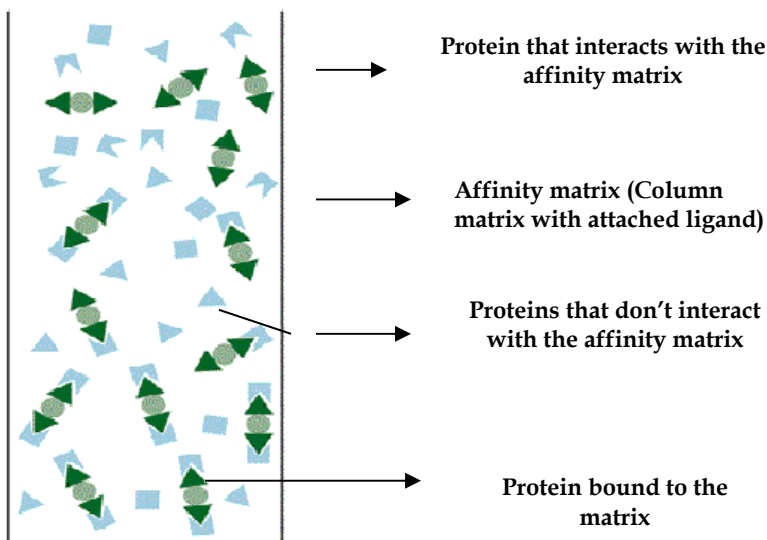 Protein that interacts with the
affinity matrix
Affinity matrix (Column
matrix with attached ligand)
Proteins that don’t interact
with the affinity matrix
Protein bound to the
matrix